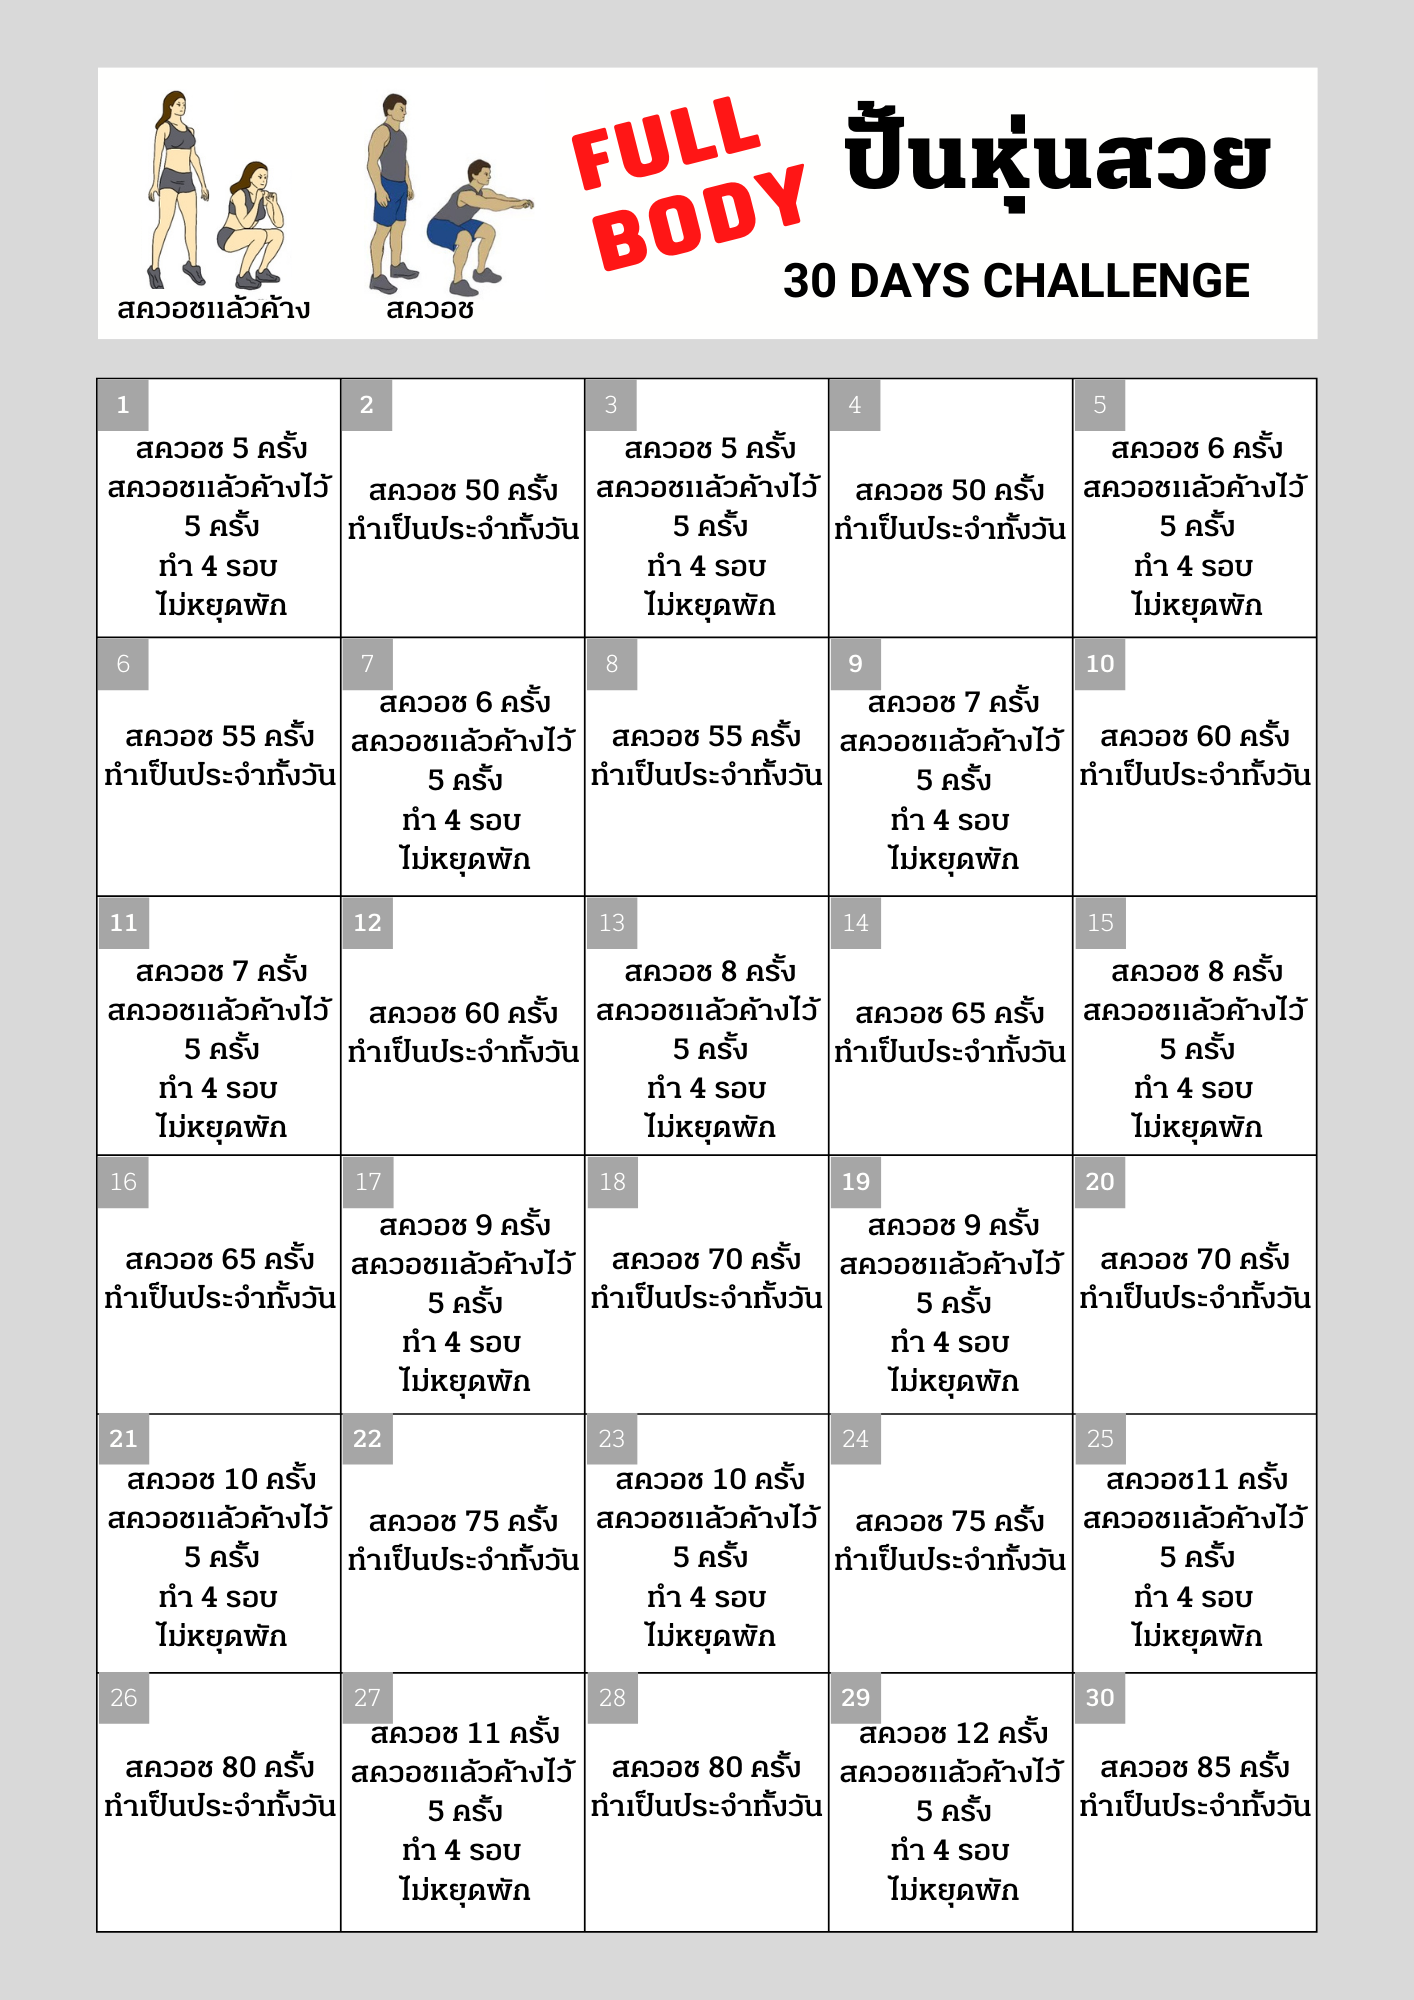 FULL
BODY
ปั้นหุ่นสวย
30 DAYS CHALLENGE
สควอชแล้วค้าง
สควอช
1
สควอช 5 ครั้ง
สควอชแล้วค้างไว้
5 ครั้ง
ทำ 4 รอบ
ไม่หยุดพัก
2
สควอช 50 ครั้ง
ทำเป็นประจำทั้งวัน
3
สควอช 5 ครั้ง
สควอชแล้วค้างไว้
5 ครั้ง
ทำ 4 รอบ
ไม่หยุดพัก
4
สควอช 50 ครั้ง
ทำเป็นประจำทั้งวัน
5
สควอช 6 ครั้ง
สควอชแล้วค้างไว้
5 ครั้ง
ทำ 4 รอบ
ไม่หยุดพัก
6
สควอช 55 ครั้ง
ทำเป็นประจำทั้งวัน
7
สควอช 6 ครั้ง
สควอชแล้วค้างไว้
5 ครั้ง
ทำ 4 รอบ
ไม่หยุดพัก
8
สควอช 55 ครั้ง
ทำเป็นประจำทั้งวัน
9
สควอช 7 ครั้ง
สควอชแล้วค้างไว้
5 ครั้ง
ทำ 4 รอบ
ไม่หยุดพัก
10
สควอช 60 ครั้ง
ทำเป็นประจำทั้งวัน
11
สควอช 7 ครั้ง
สควอชแล้วค้างไว้
5 ครั้ง
ทำ 4 รอบ
ไม่หยุดพัก
12
สควอช 60 ครั้ง
ทำเป็นประจำทั้งวัน
13
สควอช 8 ครั้ง
สควอชแล้วค้างไว้
5 ครั้ง
ทำ 4 รอบ
ไม่หยุดพัก
14
สควอช 65 ครั้ง
ทำเป็นประจำทั้งวัน
15
สควอช 8 ครั้ง
สควอชแล้วค้างไว้
5 ครั้ง
ทำ 4 รอบ
ไม่หยุดพัก
16
สควอช 65 ครั้ง
ทำเป็นประจำทั้งวัน
17
สควอช 9 ครั้ง
สควอชแล้วค้างไว้
5 ครั้ง
ทำ 4 รอบ
ไม่หยุดพัก
18
สควอช 70 ครั้ง
ทำเป็นประจำทั้งวัน
19
สควอช 9 ครั้ง
สควอชแล้วค้างไว้
5 ครั้ง
ทำ 4 รอบ
ไม่หยุดพัก
20
สควอช 70 ครั้ง
ทำเป็นประจำทั้งวัน
21
สควอช 10 ครั้ง
สควอชแล้วค้างไว้
5 ครั้ง
ทำ 4 รอบ
ไม่หยุดพัก
22
สควอช 75 ครั้ง
ทำเป็นประจำทั้งวัน
23
สควอช 10 ครั้ง
สควอชแล้วค้างไว้
5 ครั้ง
ทำ 4 รอบ
ไม่หยุดพัก
24
สควอช 75 ครั้ง
ทำเป็นประจำทั้งวัน
25
สควอช11 ครั้ง
สควอชแล้วค้างไว้
5 ครั้ง
ทำ 4 รอบ
ไม่หยุดพัก
26
สควอช 80 ครั้ง
ทำเป็นประจำทั้งวัน
27
สควอช 11 ครั้ง
สควอชแล้วค้างไว้
5 ครั้ง
ทำ 4 รอบ
ไม่หยุดพัก
28
สควอช 80 ครั้ง
ทำเป็นประจำทั้งวัน
29
สควอช 12 ครั้ง
สควอชแล้วค้างไว้
5 ครั้ง
ทำ 4 รอบ
ไม่หยุดพัก
30
สควอช 85 ครั้ง
ทำเป็นประจำทั้งวัน